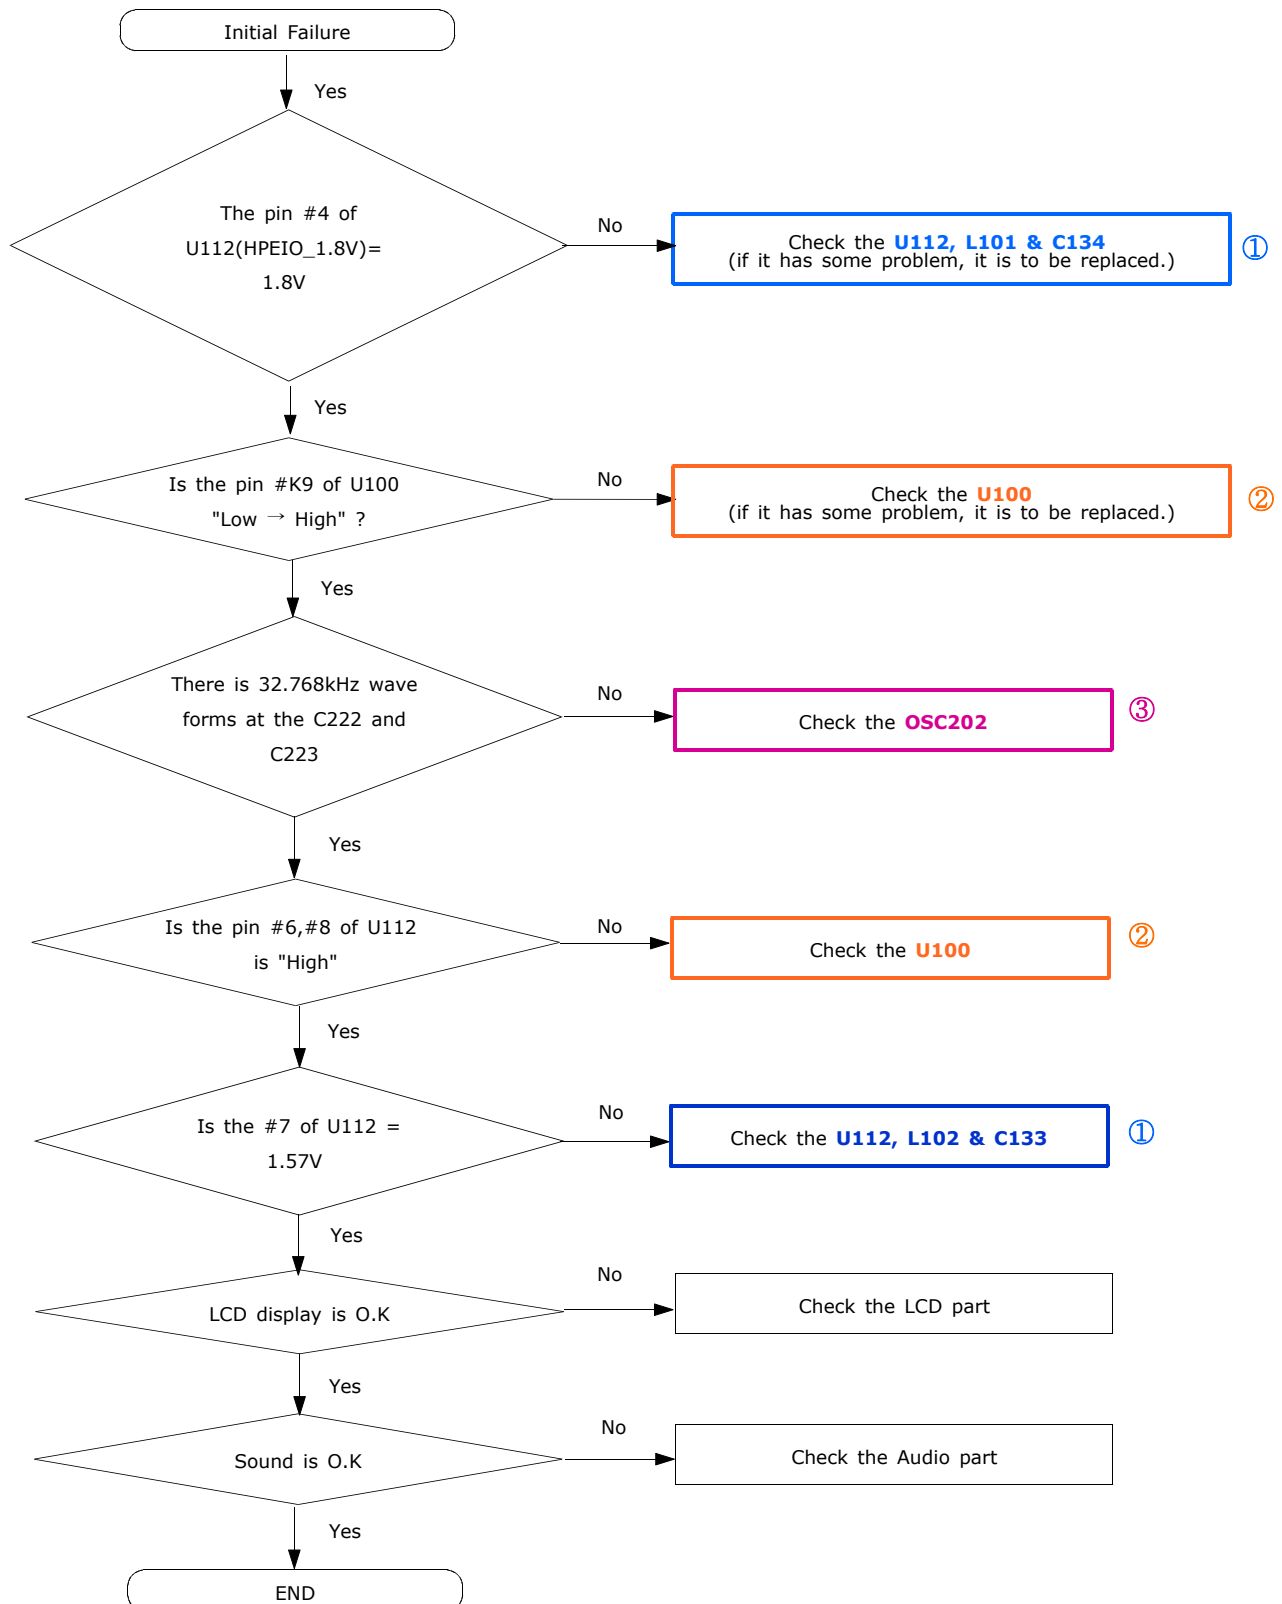 Initial Failure
Yes
The pin #4 of
U112(HPEIO_1.8V)=
1.8V
No
Check the U112, L101 & C134
(if it has some problem, it is to be replaced.)
①
Yes
Is the pin #K9 of U100
"Low → High" ?
No
Check the U100
(if it has some problem, it is to be replaced.)
②
Yes
There is 32.768kHz wave
forms at the C222 and
C223
No
Check the OSC202
③
Yes
Is the pin #6,#8 of U112
is "High"
No
Check the U100
②
Yes
Is the #7 of U112 =
1.57V
No
Check the U112, L102 & C133
①
Yes
LCD display is O.K
No
Check the LCD part
Yes
Sound is O.K
No
Check the Audio part
Yes
END